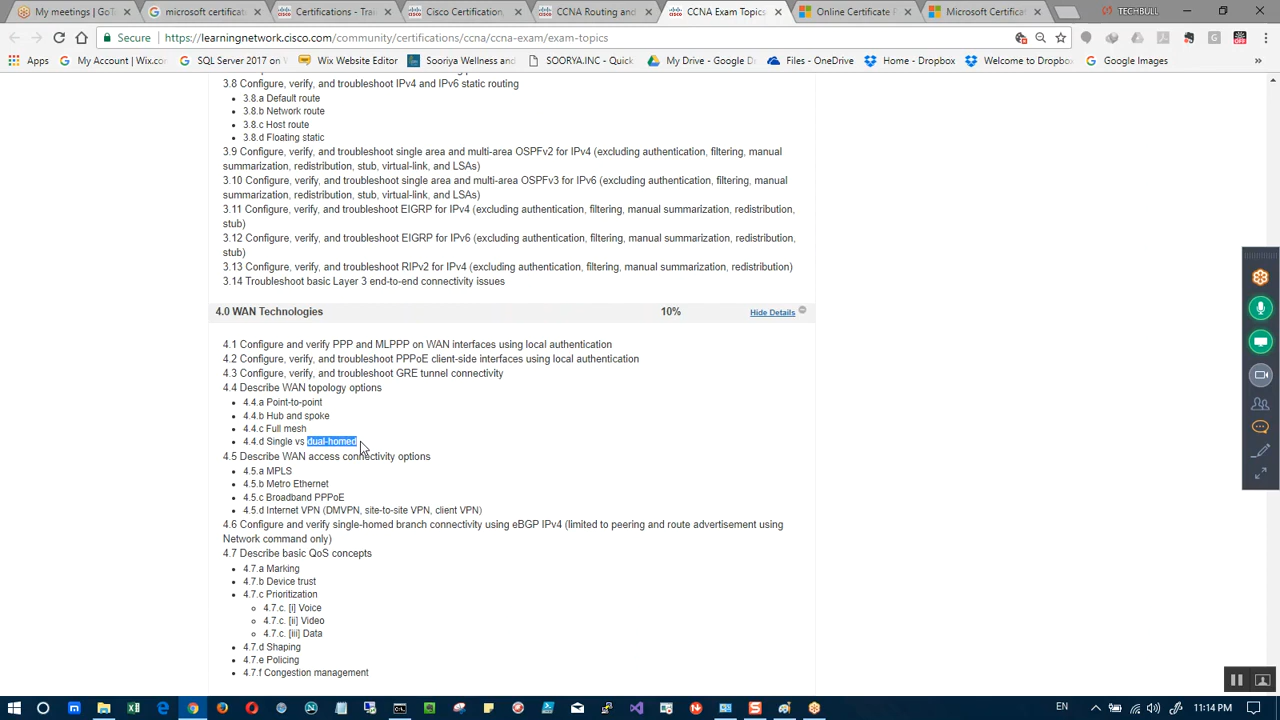 My meetings | GoTo
microsoft certificat
Certifications - Train
Cisco Certification,
CCNA Routing and
CCNA Exam Topics
Online Certificate F
Microsoft Certificat
TECHBULL
Secure
https://learningnetwork.cisco.com/community/certifications/ccna/ccna-exam/exam-topics
Apps
My Account | Wix.co
SQL Server 2017'dn
Wix Website Editor
Sooriya Wellness and
SOORYA.INC - Quick
My Drive - Google D
Files - OneDrive
Home - Dropbox
Welcome - Dropbox
Google Images
3.8 Configure, verify, and troubleshoot IPv4 and IPv6 static routing
3.8.a Default route
3.8.b Network route
3.8.c Host route
3.8.d Floating static
3.9 Configure, verify, and troubleshoot single area and multi-area OSPFv2 for IPv4 (excluding authentication, filtering, manual
summarization, redistribution, stub, virtual-link, and LSAs)
3.10 Configure, verify, and troubleshoot single area and multi-area OSPFv3 for IPv6 (excluding authentication, filtering, manual
summarization, redistribution, stub, virtual-link, and LSAs)
3.11 Configure, verify, and troubleshoot EIGRP for IPv4 (excluding authentication, filtering, manual summarization, redistribution,
stub)
3.12 Configure, verify, and troubleshoot EIGRP for IPv6 (excluding authentication, filtering, manual summarization, redistribution,
stub)
3.13 Configure, verify, and troubleshoot RIPv2 for IPv4 (excluding authentication, filtering, manual summarization, redistribution)
3.14 Troubleshoot basic Layer 3 end-to-end connectivity issues
4.0 WAN Technologies 10% Hide Details
4.1 Configure and verify PPP and MLPPP on WAN interfaces using local authentication
4.2 Configure, verify, and troubleshoot PPPoE client-side interfaces using local authentication
4.3 Configure, verify, and troubleshoot GRE tunnel connectivity
4.4 Describe WAN topology options
4.4.a Point-to-point
4.4.b Hub and spoke
4.4.c Full mesh
4.4.d Single vs dual-homed
4.5 Describe WAN access connectivity options
4.5.a MPLS
4.5.b Metro Ethernet
4.5.c Broadband PPPoE
4.5.d Internet VPN (DMVPN, site-to-site VPN, client VPN)
4.6 Configure and verify single-homed branch connectivity using eBGP IPv4 (limited to peering and route advertisement using
Network command only)
4.7 Describe basic QoS concepts
4.7.a Marking
4.7.b Device trust
4.7.c Prioritization
4.7.c. [i] Voice
4.7.c. [ii] Video
4.7.c. [iii] Data
4.7.d Shaping
4.7.e Policing
4.7.f Congestion management
EN
11:14 PM